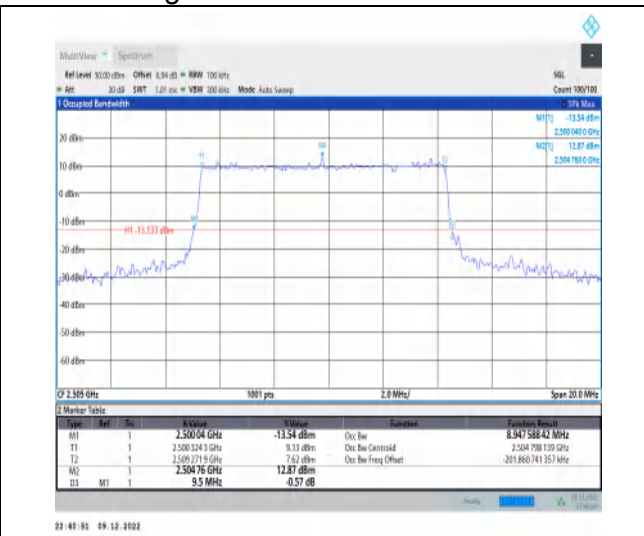 MultiView Spectrum
Ref Level 30.00 dBm Offset 8.94 dB RBW 100 kHz SGL
Att 30 dB SWT 1.01 ms VBW 300 kHz Mode Auto Sweep Count 100/100
1 Occupied Bandwidth 1Pk Max
M1[1] -13.54 dBm
2.500 040 0 GHz
M2[1] 12.87 dBm
2.504 760 0 GHz
20 dBm
10 dBm
0 dBm
-10 dBm
H1 -13.133 dBm
-20 dBm
-30 dBm
-40 dBm
-50 dBm
-60 dBm
T1
M2
T2
M1
CF 2.505 GHz 1001 pts 2.0 MHz/ Span 20.0 MHz
2 Marker Table
Type Ref Trc X-Value Y-Value Function Function Result
M1 1 2.500 04 GHz -13.54 dBm Occ Bw 8.947 588 42 MHz
T1 1 2.500 324 3 GHz 9.13 dBm Occ Bw Centroid 2.504 798 139 GHz
T2 1 2.509 271 9 GHz 7.62 dBm Occ Bw Freq Offset -201.860 741 357 kHz
M2 1 2.504 76 GHz 12.87 dBm
D3 M1 1 9.5 MHz -0.57 dB
Ready
22:40:51 09.12.2022